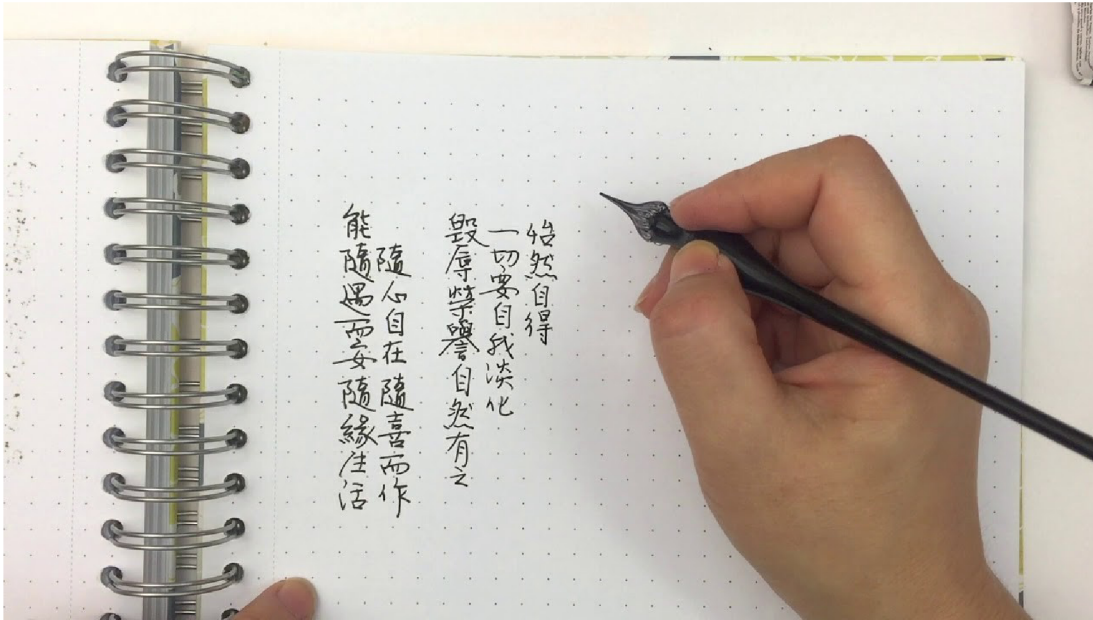 怡然自得
一切要自我淡化
毀辱榮譽自然有之
隨心自在 隨喜而作
能隨遇而安 隨緣生活